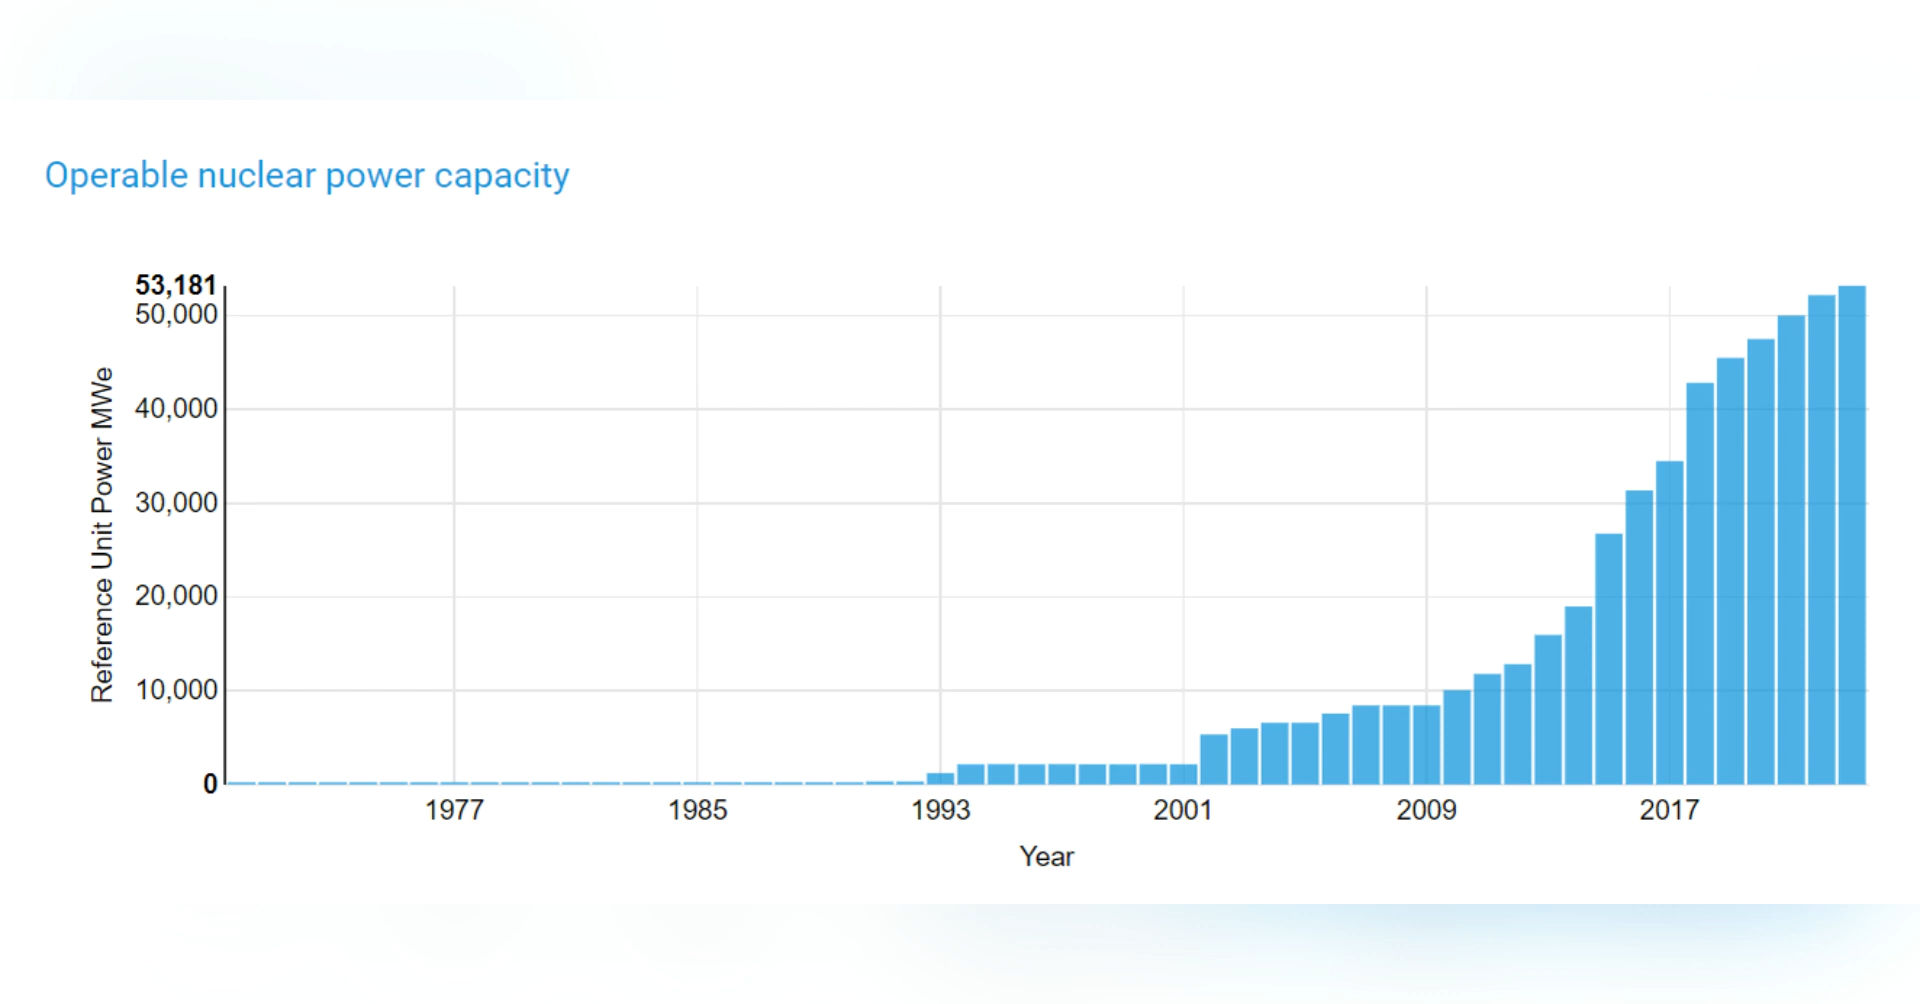 Operable nuclear power capacity
53,181
50,000
40,000
30,000
20,000
10,000
0
Reference Unit Power MWe
1977 1985 1993 2001 2009 2017
Year